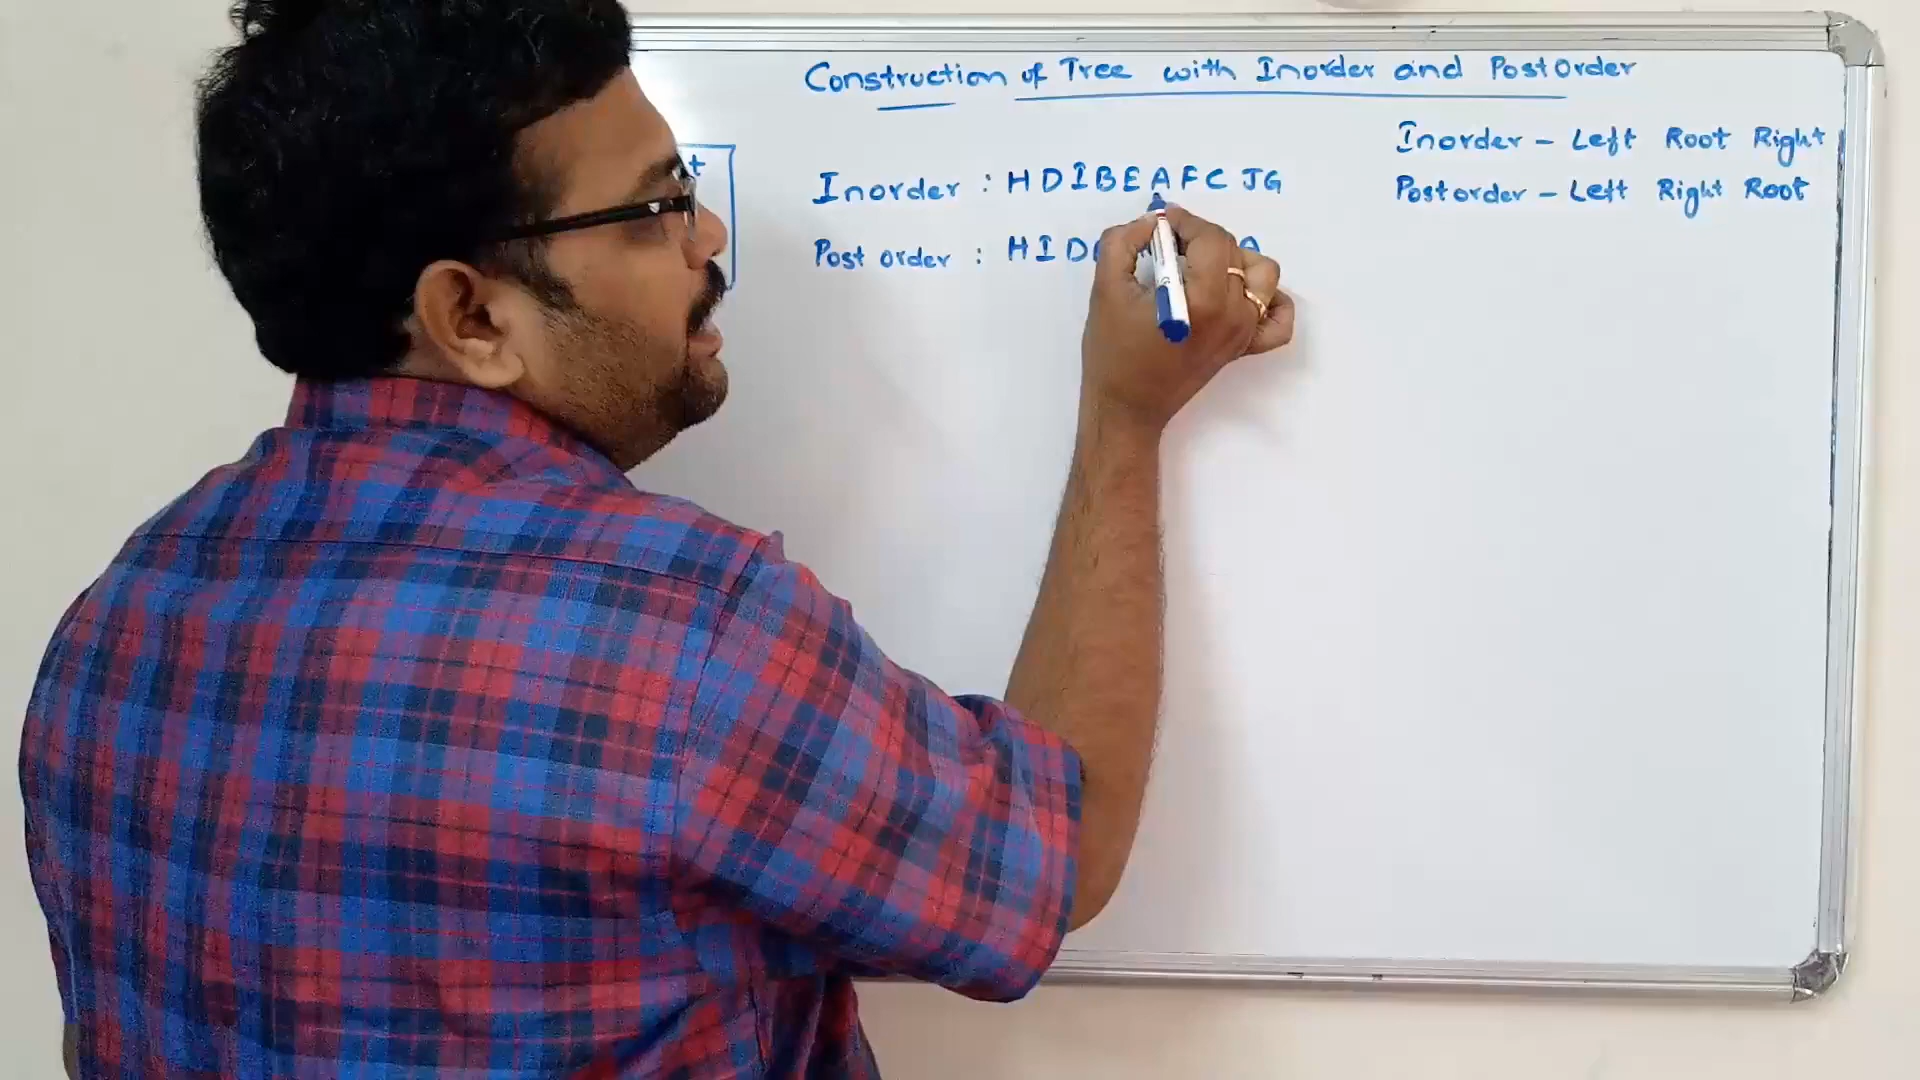 Construction of Tree with Inorder and PostOrder
Inorder – Left Root Right
Inorder : H D I B E A F C J G
Postorder – Left Right Root
Post order : H I D A